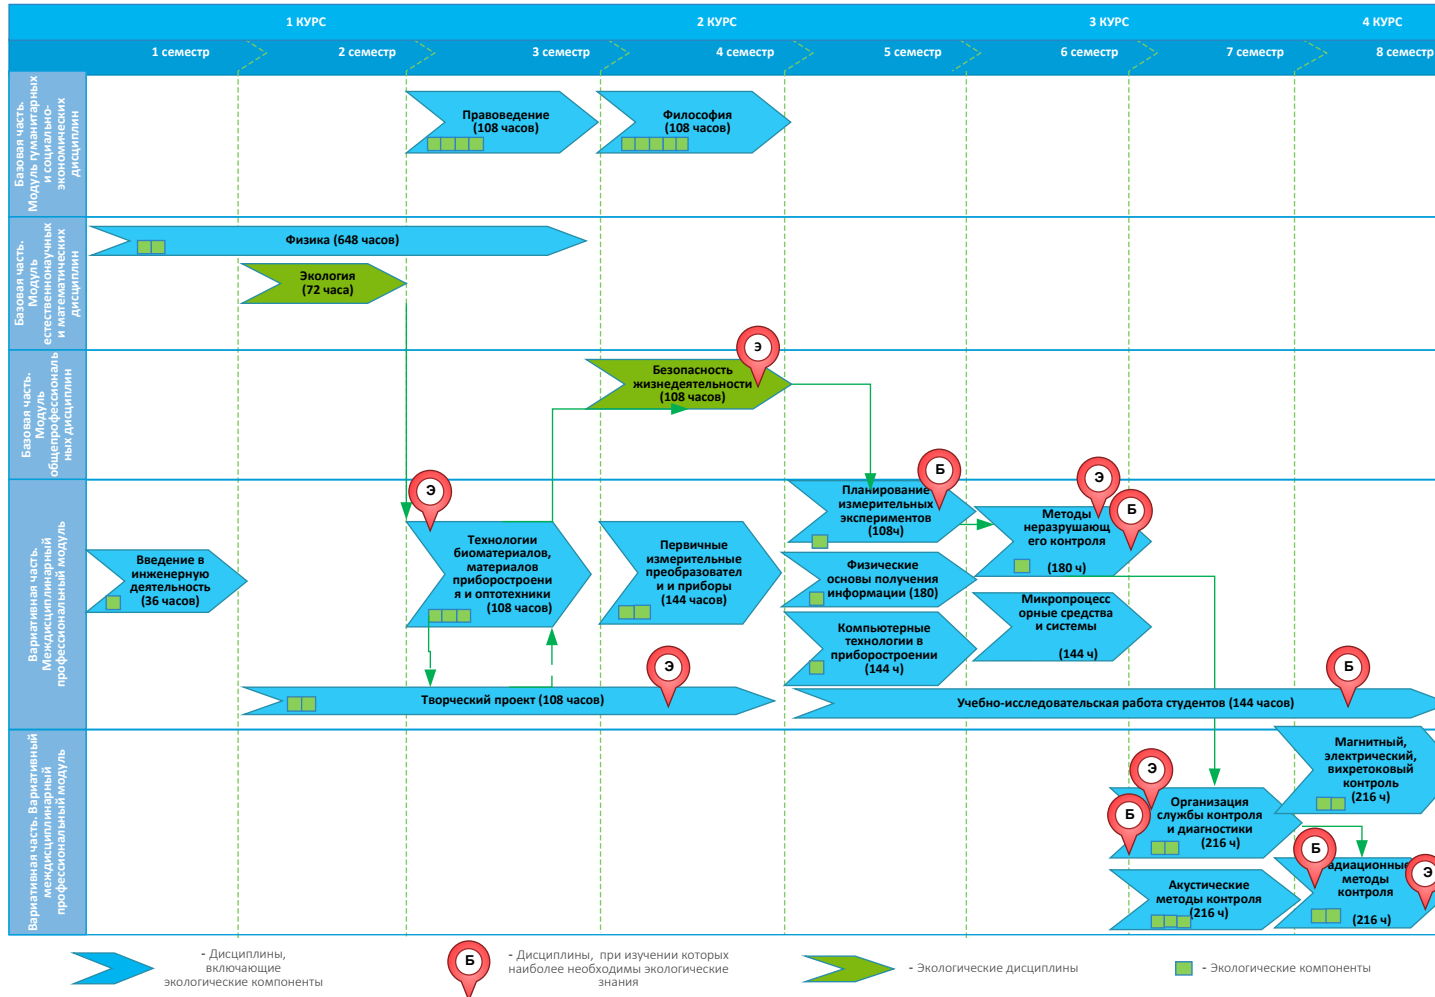 1 КУРС
2 КУРС
3 КУРС
4 КУРС
1 семестр
2 семестр
3 семестр
4 семестр
5 семестр
6 семестр
7 семестр
8 семестр
Базовая часть.
Модуль гуманитарных
и социально-
экономических
дисциплин
Правоведение
(108 часов)
Философия
(108 часов)
Базовая часть.
Модуль
естественнонаучных
и математических
дисциплин
Физика (648 часов)
Экология
(72 часа)
Базовая часть.
Модуль
общепрофессиональ
ных дисциплин
Э
Безопасность
жизнедеятельности
(108 часов)
Вариативная часть.
Междисциплинарный
профессиональный модуль
Введение в
инженерную
деятельность
(36 часов)
Э
Технологии
биоматериалов,
материалов
приборостроени
я и оптотехники
(108 часов)
Первичные
измерительные
преобразовател
и и приборы
(144 часов)
Б
Планирование
измерительных
экспериментов
(108ч)
Физические
основы получения
информации (180)
Компьютерные
технологии в
приборостроении
(144 ч)
Э
Б
Методы
неразрушающ
его контроля
(180 ч)
Микропроцесс
орные средства
и системы
(144 ч)
Э
Творческий проект (108 часов)
Б
Учебно-исследовательская работа студентов (144 часов)
Вариативная часть. Вариативный
междисциплинарный
профессиональный модуль
Э
Б
Организация
службы контроля
и диагностики
(216 ч)
Акустические
методы контроля
(216 ч)
Магнитный,
электрический,
вихретоковый
контроль
(216 ч)
Б
Э
адиационные
методы
контроля
(216 ч)
- Дисциплины,
включающие
экологические компоненты
Б
- Дисциплины, при изучении которых
наиболее необходимы экологические
знания
- Экологические дисциплины
- Экологические компоненты